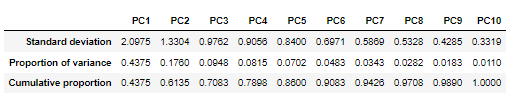 PC1 PC2 PC3 PC4 PC5 PC6 PC7 PC8 PC9 PC10
Standard deviation 2.0975 1.3304 0.9762 0.9056 0.8400 0.6971 0.5869 0.5328 0.4285 0.3319
Proportion of variance 0.4375 0.1760 0.0948 0.0815 0.0702 0.0483 0.0343 0.0282 0.0183 0.0110
Cumulative proportion 0.4375 0.6135 0.7083 0.7898 0.8600 0.9083 0.9426 0.9708 0.9890 1.0000